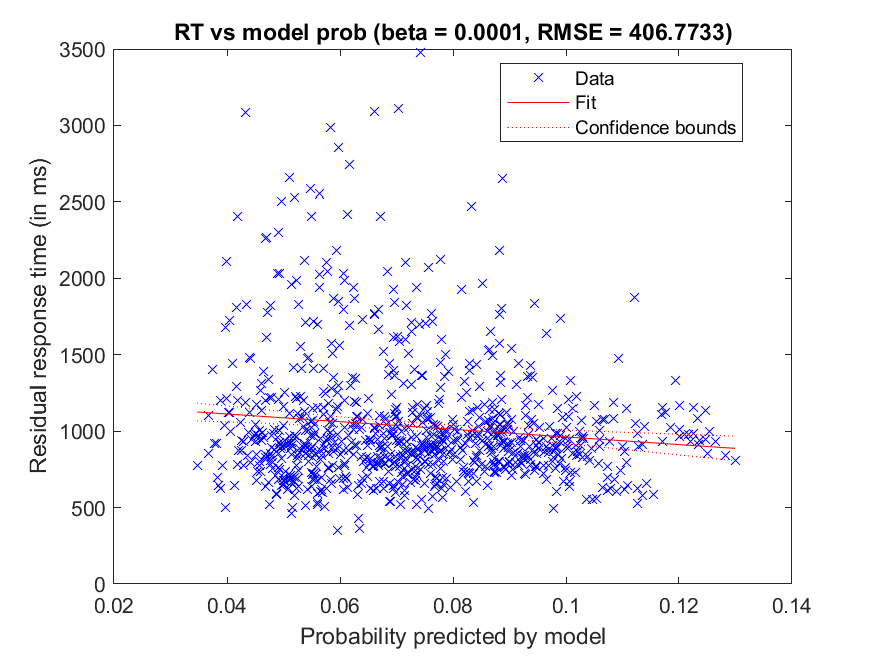 RT vs model prob (beta = 0.0001, RMSE = 406.7733)
3500
3000
2500
2000
1500
1000
500
0
Residual response time (in ms)
Data
Fit
Confidence bounds
0.02 0.04 0.06 0.08 0.1 0.12 0.14
Probability predicted by model